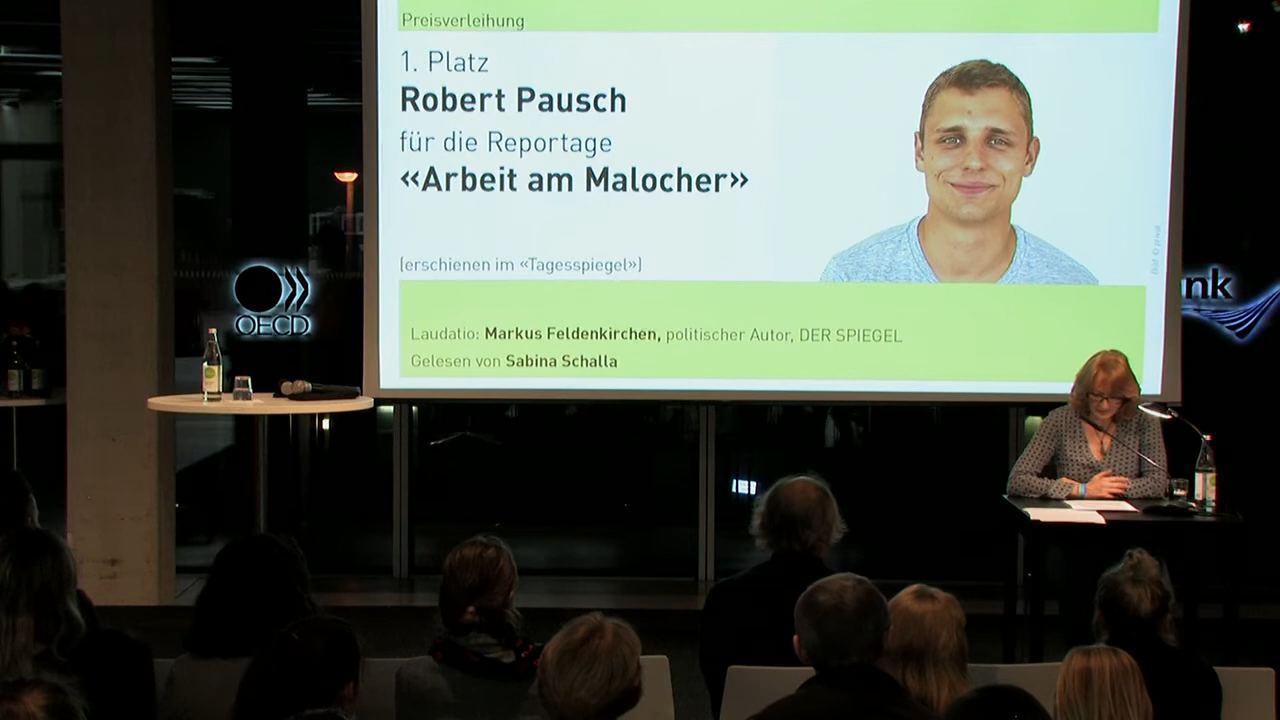 Preisverleihung
1. Platz
Robert Pausch
für die Reportage
«Arbeit am Malocher»
(erschienen im «Tagesspiegel»)
Laudatio: Markus Feldenkirchen, politischer Autor, DER SPIEGEL
Gelesen von Sabina Schalla
OECD
nk